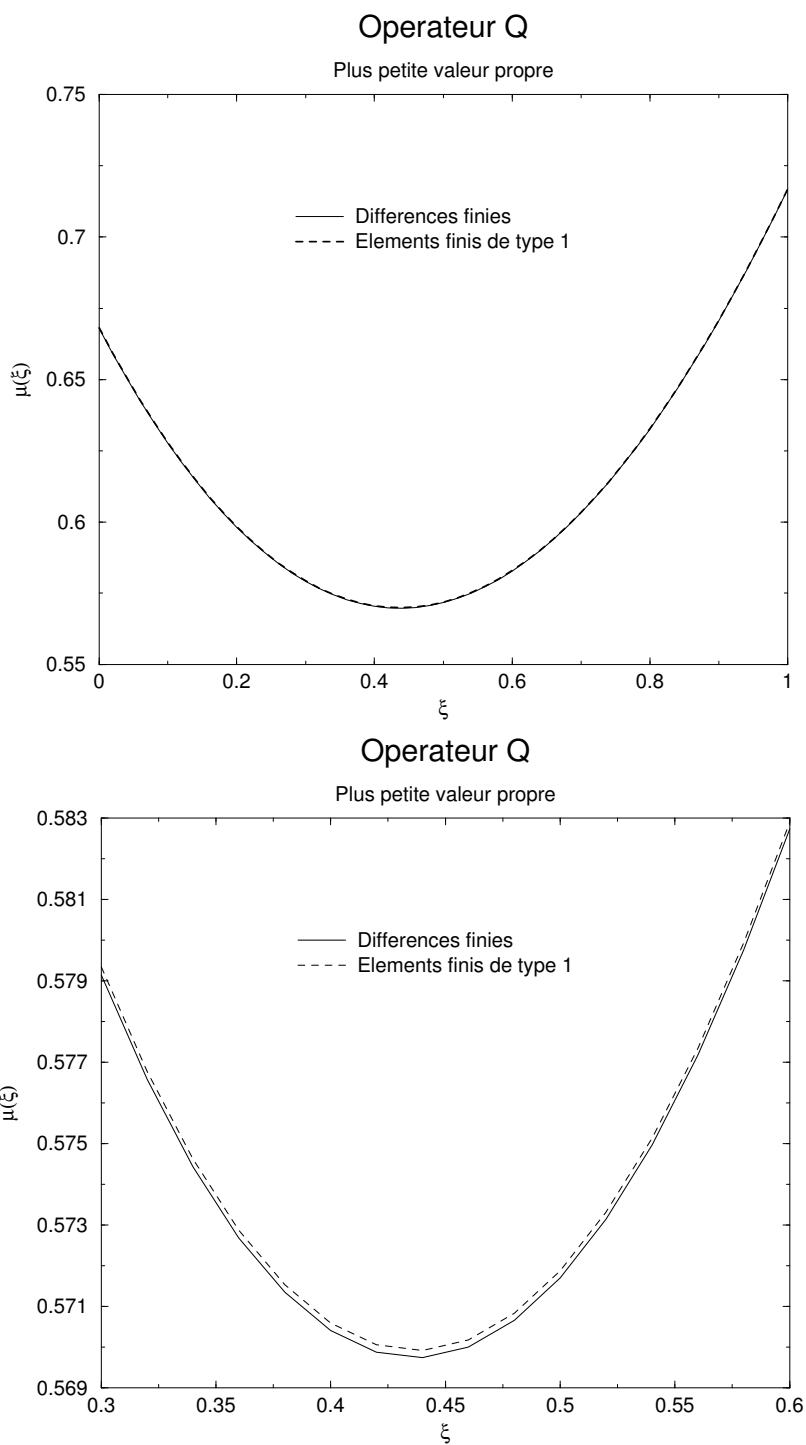 Operateur Q
Plus petite valeur propre
0.75
0.7
0.65
0.6
0.55
μ(ξ)
Differences finies
Elements finis de type 1
0 0.2 0.4 0.6 0.8 1
ξ
Operateur Q
Plus petite valeur propre
0.583
0.581
0.579
0.577
0.575
0.573
0.571
0.569
μ(ξ)
Differences finies
Elements finis de type 1
0.3 0.35 0.4 0.45 0.5 0.55 0.6
ξ